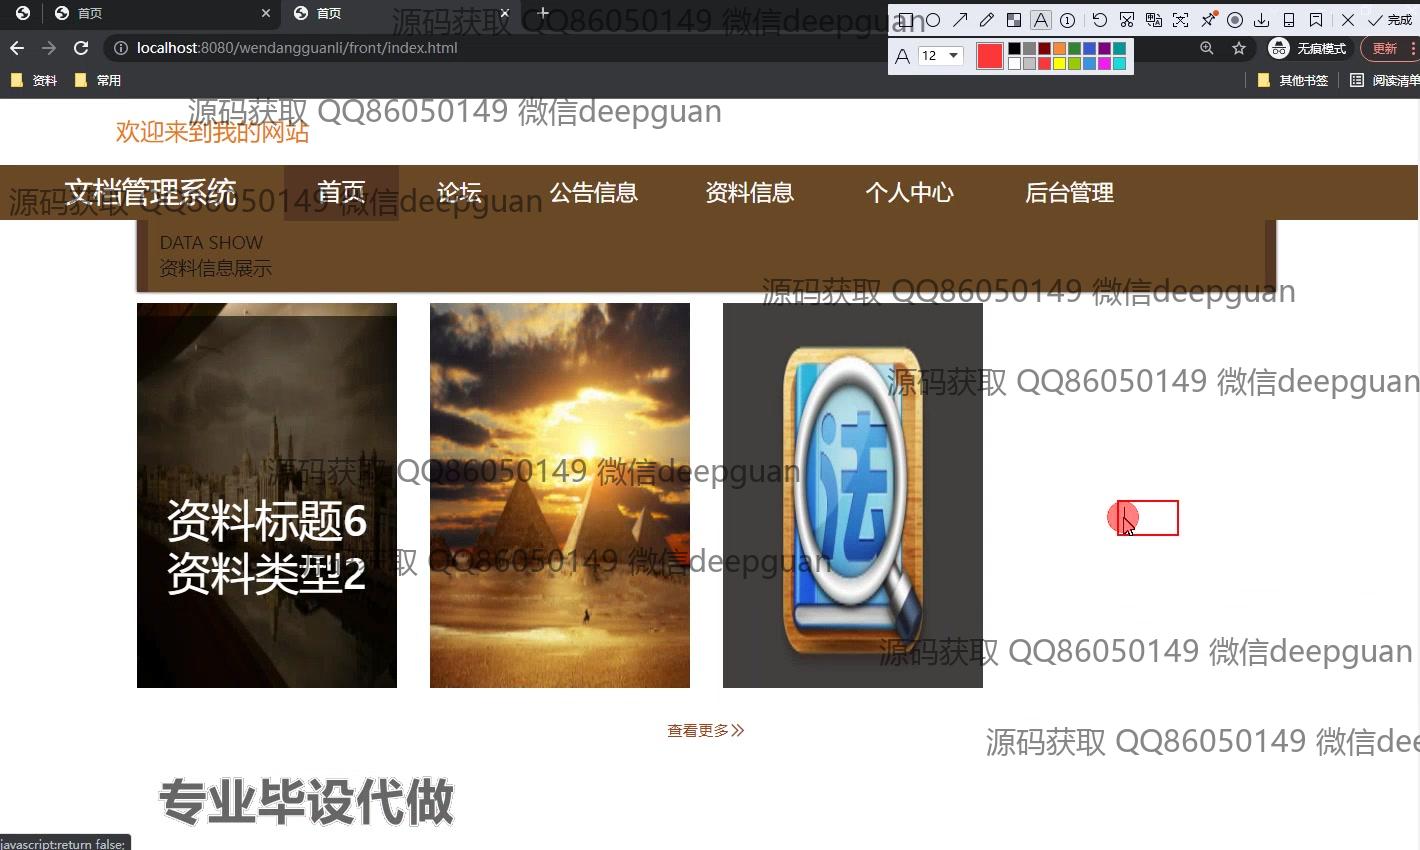 首页
首页
完成
localhost:8080/wendangguanli/front/index.html
A 12
无痕模式
更新
资料
常用
其他书签
阅读清单
源码获取 QQ86050149 微信deepguan
源码获取 QQ86050149 微信deepguan
欢迎来到我的网站
文档管理系统
首页
论坛
公告信息
资料信息
个人中心
后台管理
源码获取 QQ86050149 微信deepguan
DATA SHOW
资料信息展示
源码获取 QQ86050149 微信deepguan
源码获取 QQ86050149 微信deepguan
法
源码获取 QQ86050149 微信deepguan
资料标题6
资料类型2
源码获取 QQ86050149 微信deepguan
源码获取 QQ86050149 微信deepguan
查看更多
源码获取 QQ86050149 微信dee
专业毕设代做
javascript:return false;